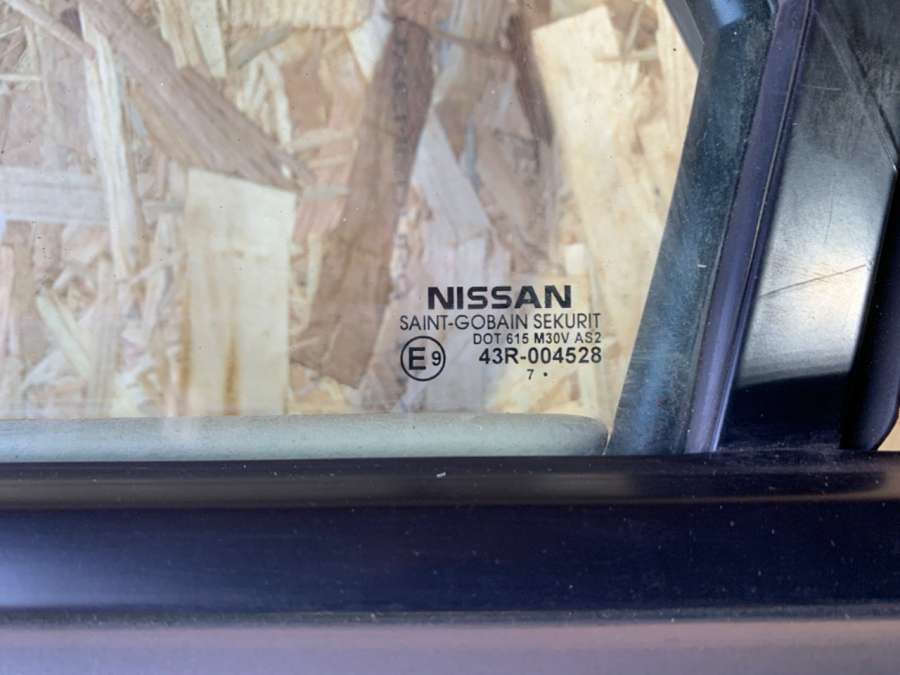 NISSAN
SAINT-GOBAIN SEKURIT
DOT 615 M30V AS2
E9 43R-004528
7 •